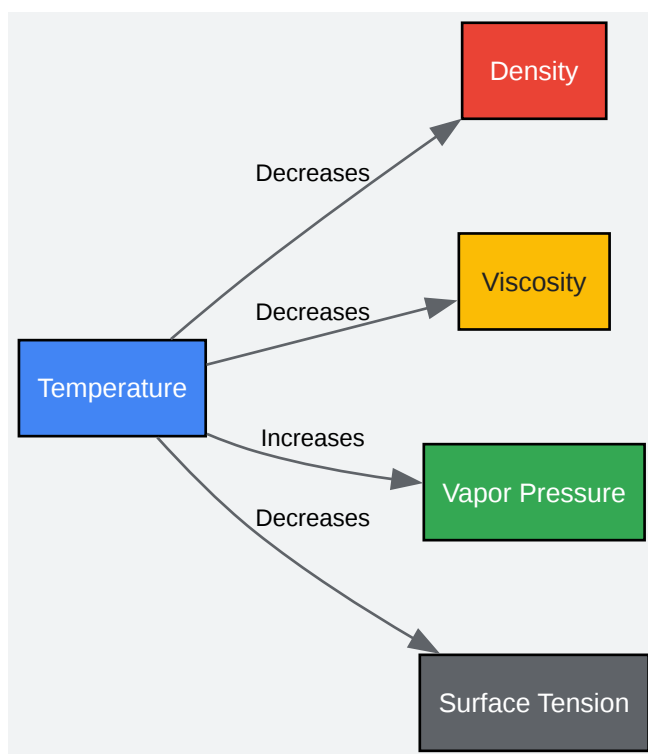 Density
Decreases
Viscosity
Decreases
Temperature
Increases
Vapor Pressure
Decreases
Surface Tension